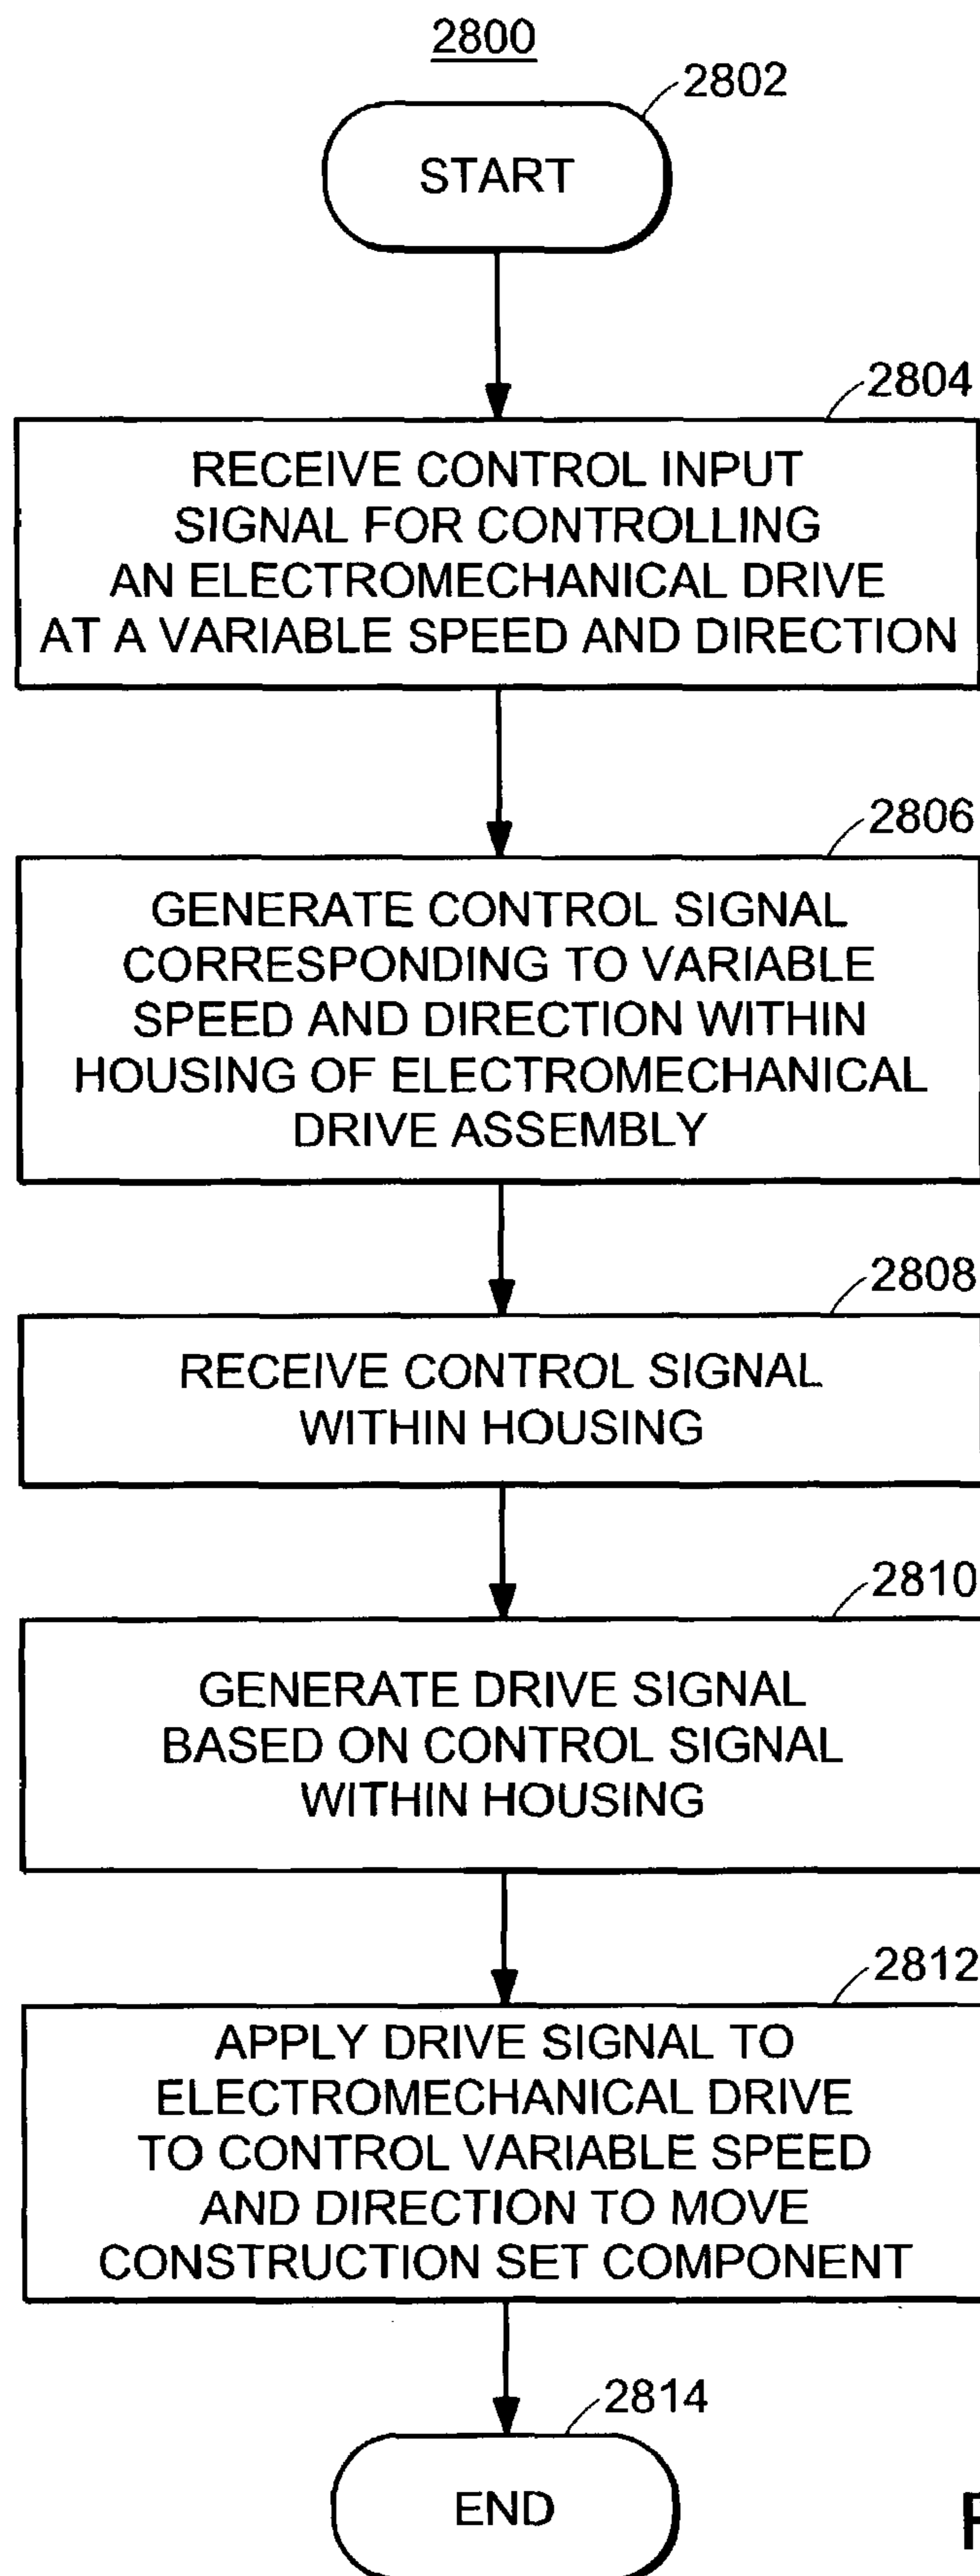 2800
2802
START
2804
RECEIVE CONTROL INPUT
SIGNAL FOR CONTROLLING
AN ELECTROMECHANICAL DRIVE
AT A VARIABLE SPEED AND DIRECTION
2806
GENERATE CONTROL SIGNAL
CORRESPONDING TO VARIABLE
SPEED AND DIRECTION WITHIN
HOUSING OF ELECTROMECHANICAL
DRIVE ASSEMBLY
2808
RECEIVE CONTROL SIGNAL
WITHIN HOUSING
2810
GENERATE DRIVE SIGNAL
BASED ON CONTROL SIGNAL
WITHIN HOUSING
2812
APPLY DRIVE SIGNAL TO
ELECTROMECHANICAL DRIVE
TO CONTROL VARIABLE SPEED
AND DIRECTION TO MOVE
CONSTRUCTION SET COMPONENT
2814
END